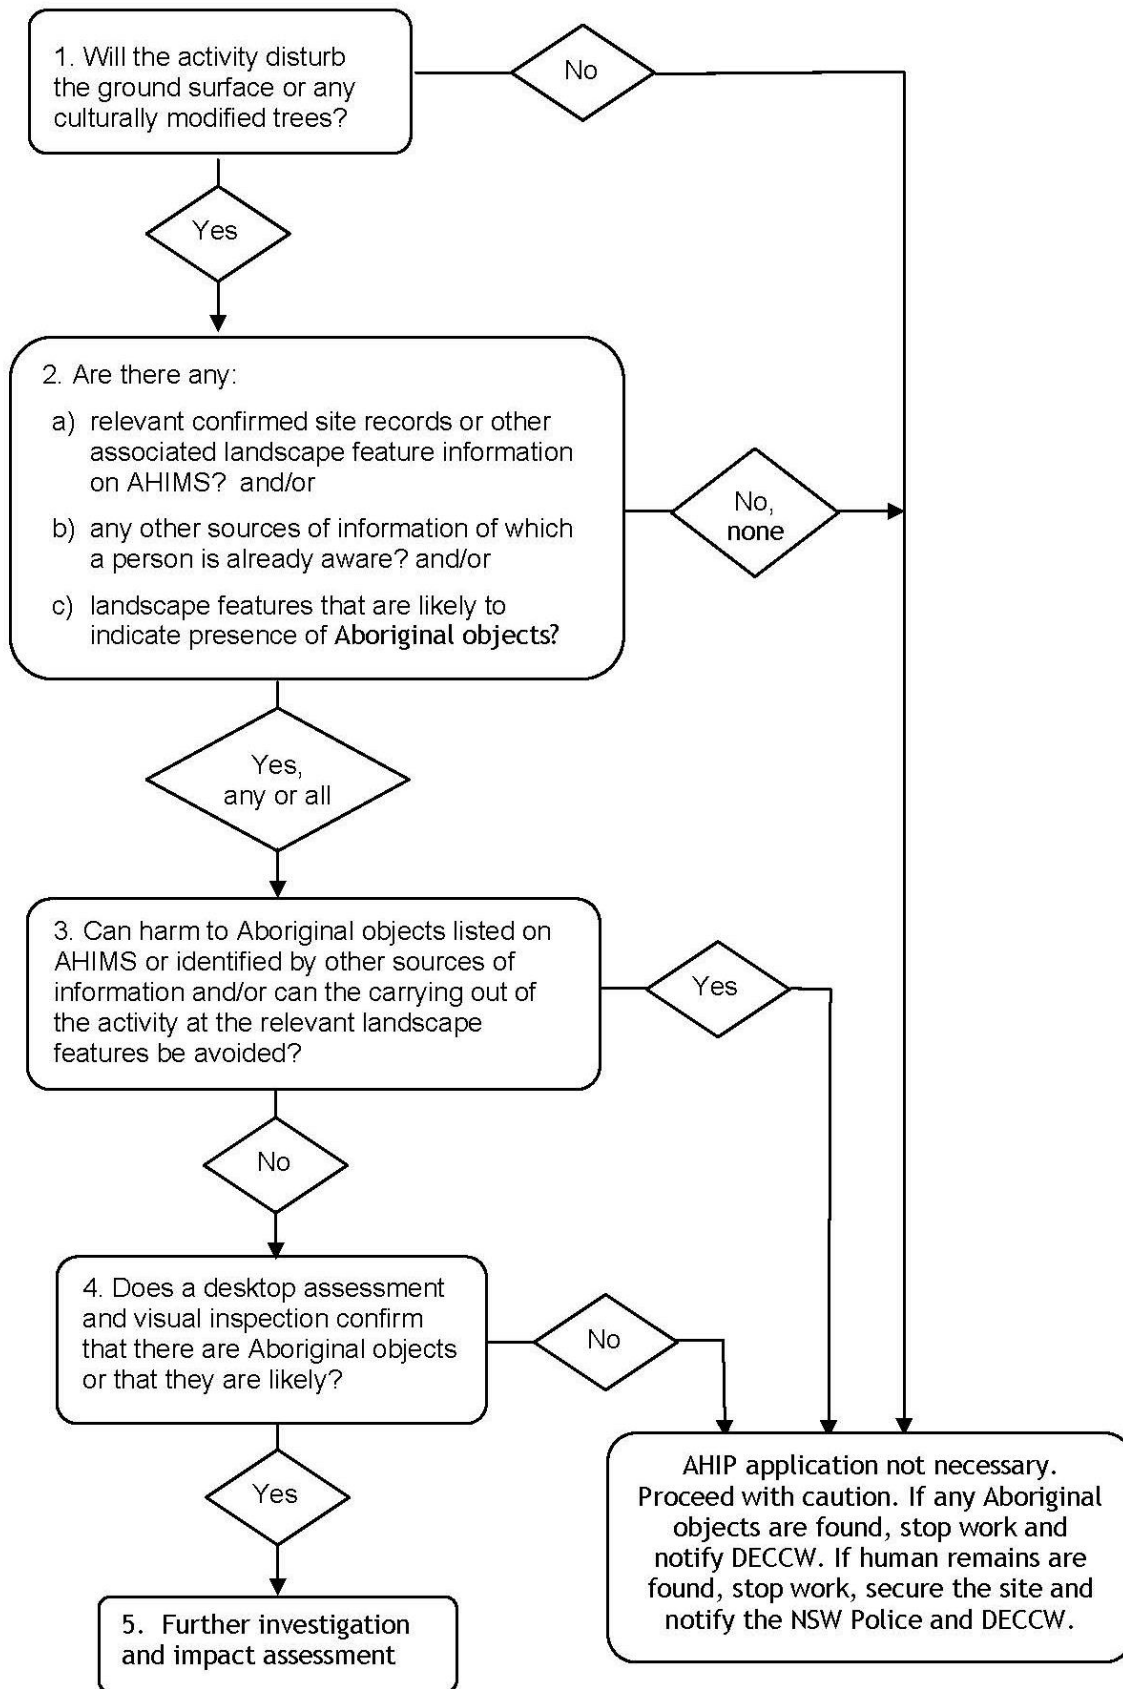 1. Will the activity disturb
the ground surface or any
culturally modified trees?
No
Yes
2. Are there any:
a) relevant confirmed site records or other
associated landscape feature information
on AHIMS? and/or
b) any other sources of information of which
a person is already aware? and/or
c) landscape features that are likely to
indicate presence of Aboriginal objects?
No,
none
Yes,
any or all
3. Can harm to Aboriginal objects listed on
AHIMS or identified by other sources of
information and/or can the carrying out of
the activity at the relevant landscape
features be avoided?
Yes
No
4. Does a desktop assessment
and visual inspection confirm
that there are Aboriginal objects
or that they are likely?
No
Yes
AHIP application not necessary.
Proceed with caution. If any Aboriginal
objects are found, stop work and
notify DECCW. If human remains are
found, stop work, secure the site and
notify the NSW Police and DECCW.
5. Further investigation
and impact assessment